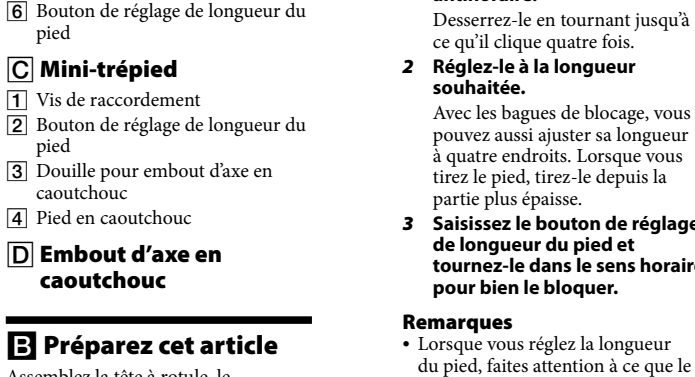 6 Bouton de réglage de longueur du
pied
C Mini-trépied
1 Vis de raccordement
2 Bouton de réglage de longueur du
pied
3 Douille pour embout d'axe en
caoutchouc
4 Pied en caoutchouc
D Embout d'axe en
caoutchouc
B Préparez cet article
Assemblez la tête à rotule, le
antihoraire.
Desserrez-le en tournant jusqu'à
ce qu'il clique quatre fois.
2 Réglez-le à la longueur
souhaitée.
Avec les bagues de blocage, vous
pouvez aussi ajuster sa longueur
à quatre endroits. Lorsque vous
tirez le pied, tirez-le depuis la
partie plus épaisse.
3 Saisissez le bouton de réglage
de longueur du pied et
tournez-le dans le sens horaire
pour bien le bloquer.
Remarques
• Lorsque vous réglez la longueur
du pied, faites attention à ce que le